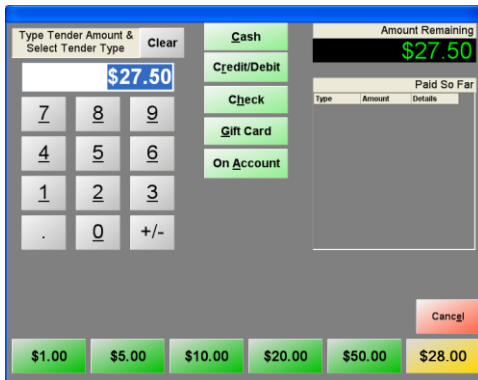 Type Tender Amount &
Select Tender Type
Clear
$27.50
7 8 9
4 5 6
1 2 3
. 0 +/-
Cash
Credit/Debit
Check
Gift Card
On Account
Amount Remaining
$27.50
Paid So Far
Type Amount Details
Cancel
$1.00 $5.00 $10.00 $20.00 $50.00 $28.00